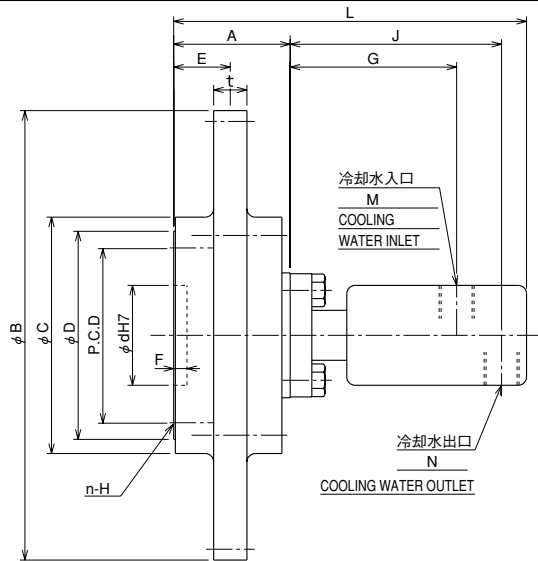 L
A
J
E
G
t
冷却水入口
M
COOLING
WATER INLET
φB
φC
φD
P.C.D
φdH7
F
n-H
冷却水出口
N
COOLING WATER OUTLET